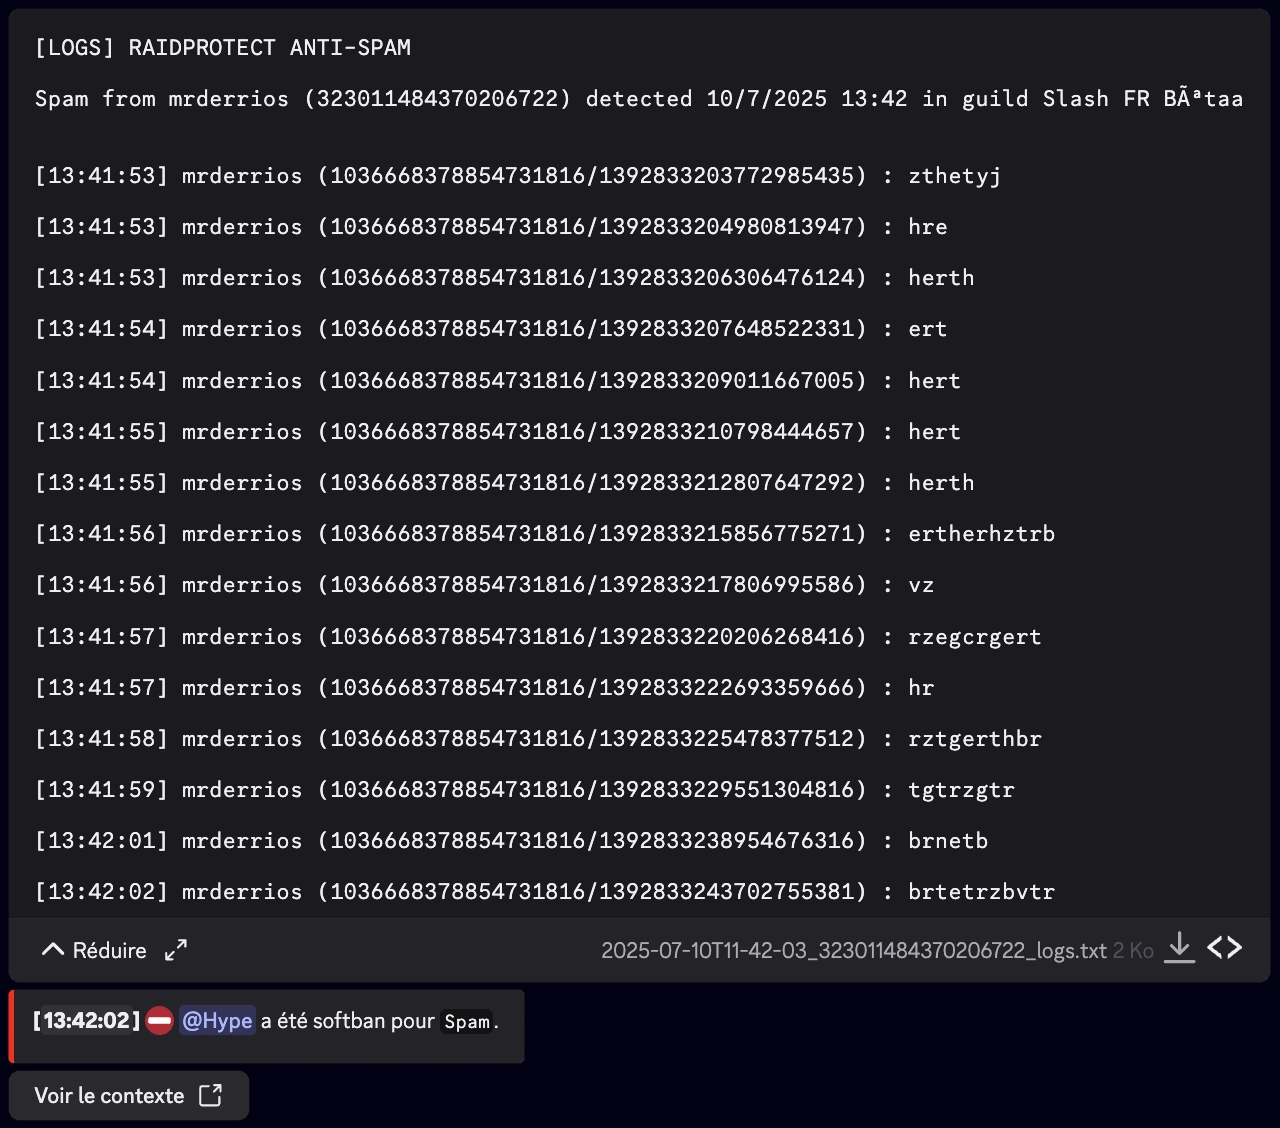 [LOGS] RAIDPROTECT ANTI-SPAM
Spam from mrderrios (323011484370206722) detected 10/7/2025 13:42 in guild Slash FR BÃªtaa
[13:41:53] mrderrios (1036668378854731816/1392833203772985435) : zthetyj
[13:41:53] mrderrios (1036668378854731816/1392833204980813947) : hre
[13:41:53] mrderrios (1036668378854731816/1392833206306476124) : herth
[13:41:54] mrderrios (1036668378854731816/1392833207648522331) : ert
[13:41:54] mrderrios (1036668378854731816/1392833209011667005) : hert
[13:41:55] mrderrios (1036668378854731816/1392833210798444657) : hert
[13:41:55] mrderrios (1036668378854731816/1392833212807647292) : herth
[13:41:56] mrderrios (1036668378854731816/1392833215856775271) : ertherhztrb
[13:41:56] mrderrios (1036668378854731816/1392833217806995586) : vz
[13:41:57] mrderrios (1036668378854731816/1392833220206268416) : rzegcrgert
[13:41:57] mrderrios (1036668378854731816/1392833222693359666) : hr
[13:41:58] mrderrios (1036668378854731816/1392833225478377512) : rztgerthbr
[13:41:59] mrderrios (1036668378854731816/1392833229551304816) : tgtrzgtr
[13:42:01] mrderrios (1036668378854731816/1392833238954676316) : brnetb
[13:42:02] mrderrios (1036668378854731816/1392833243702755381) : brtetrzbvtr
Réduire 2025-07-10T11-42-03_323011484370206722_logs.txt 2 Ko
[13:42:02] @Hype a été softban pour Spam.
Voir le contexte